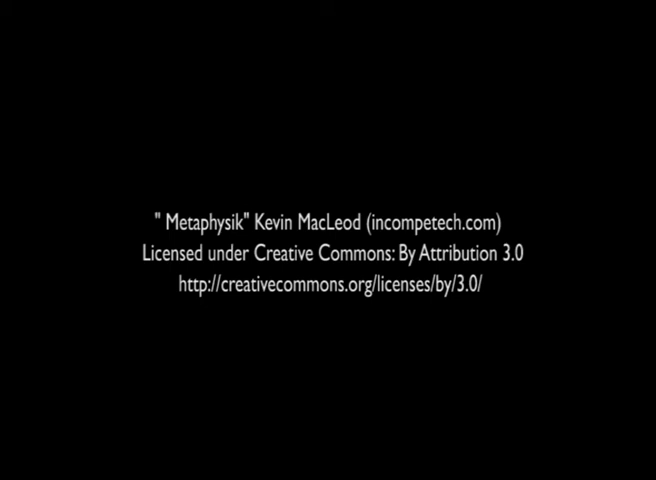 " Metaphysik" Kevin MacLeod (incompetech.com)
Licensed under Creative Commons: By Attribution 3.0
http://creativecommons.org/licenses/by/3.0/